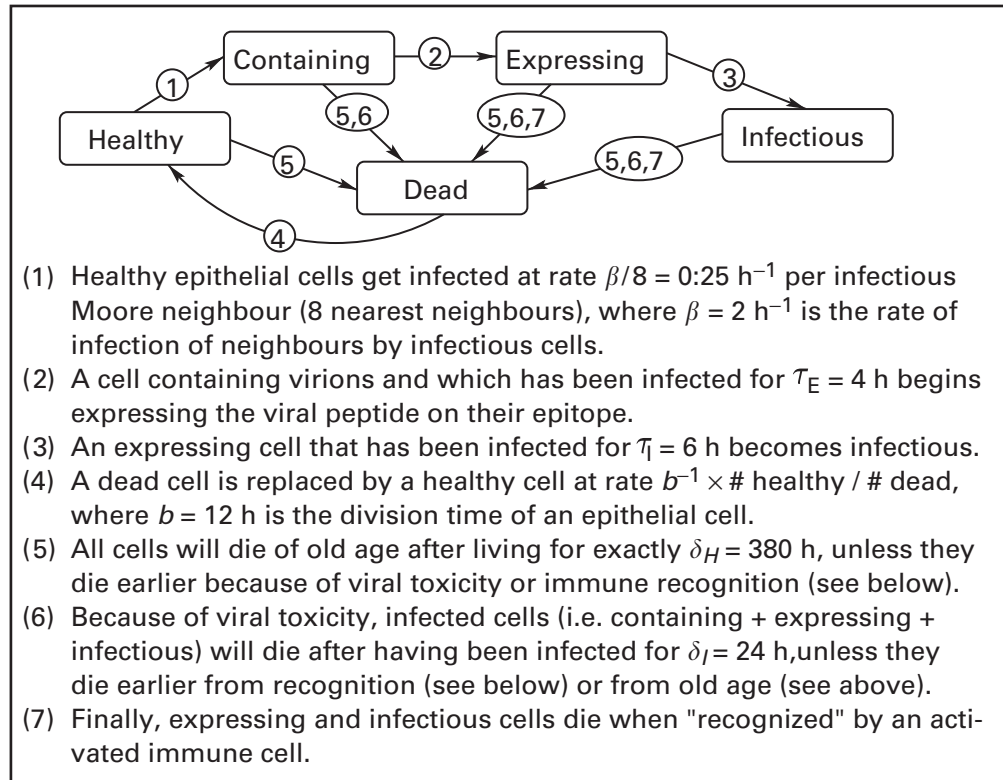 Containing
2
Expressing
1
3
5,6
5,6,7
Healthy
Infectious
5
5,6,7
Dead
4
(1) Healthy epithelial cells get infected at rate β/8 = 0:25 h⁻¹ per infectious
Moore neighbour (8 nearest neighbours), where β = 2 h⁻¹ is the rate of
infection of neighbours by infectious cells.
(2) A cell containing virions and which has been infected for τ_E = 4 h begins
expressing the viral peptide on their epitope.
(3) An expressing cell that has been infected for τ_I = 6 h becomes infectious.
(4) A dead cell is replaced by a healthy cell at rate b⁻¹ × # healthy / # dead,
where b = 12 h is the division time of an epithelial cell.
(5) All cells will die of old age after living for exactly δ_H = 380 h, unless they
die earlier because of viral toxicity or immune recognition (see below).
(6) Because of viral toxicity, infected cells (i.e. containing + expressing +
infectious) will die after having been infected for δ_I = 24 h,unless they
die earlier from recognition (see below) or from old age (see above).
(7) Finally, expressing and infectious cells die when "recognized" by an acti-
vated immune cell.